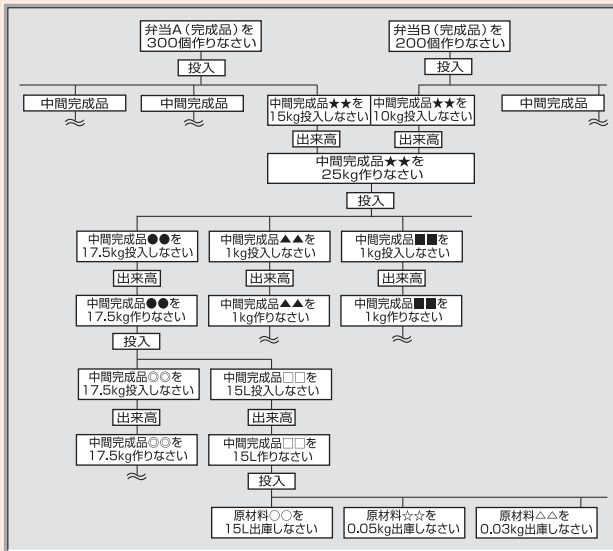 弁当A（完成品）を
300個作りなさい
弁当B（完成品）を
200個作りなさい
投入
投入
中間完成品
中間完成品
中間完成品★★を
15kg投入しなさい
中間完成品★★を
10kg投入しなさい
中間完成品
出来高
出来高
中間完成品★★を
25kg作りなさい
投入
中間完成品●●を
17.5kg投入しなさい
中間完成品▲▲を
1kg投入しなさい
中間完成品■■を
1kg投入しなさい
出来高
出来高
出来高
中間完成品●●を
17.5kg作りなさい
中間完成品▲▲を
1kg作りなさい
中間完成品■■を
1kg作りなさい
投入
中間完成品◎◎を
17.5kg投入しなさい
中間完成品□□を
15L投入しなさい
出来高
出来高
中間完成品◎◎を
17.5kg作りなさい
中間完成品□□を
15L作りなさい
投入
原材料○○を
15L出庫しなさい
原材料☆☆を
0.05kg出庫しなさい
原材料△△を
0.03kg出庫しなさい